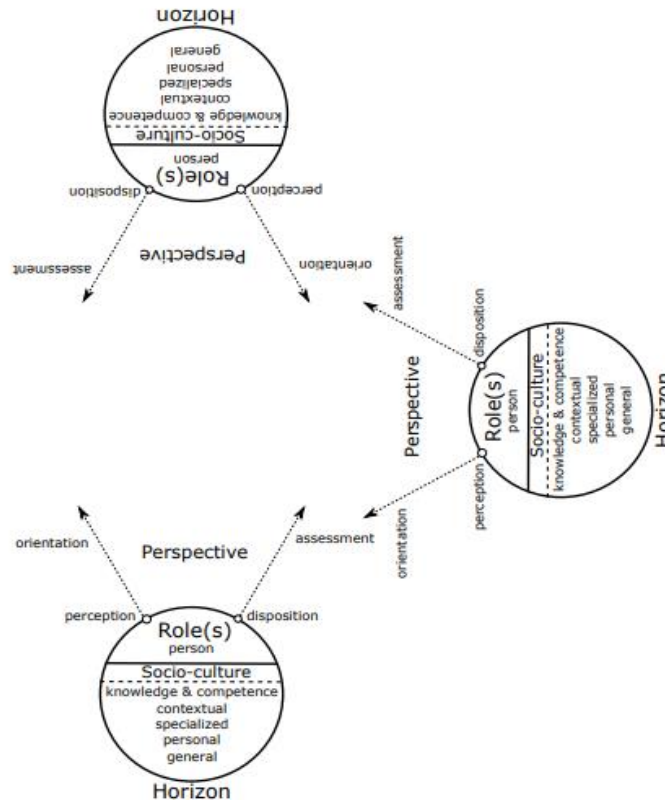 Horizon
general
personal
specialized
contextual
knowledge & competence
Socio-culture
person
Role(s)
disposition
perception
assessment
Perspective
orientation
assessment
disposition
Perspective
Role(s)
person
Socio-culture
knowledge & competence
contextual
specialized
personal
general
Horizon
perception
orientation
orientation
Perspective
assessment
perception
disposition
Role(s)
person
Socio-culture
knowledge & competence
contextual
specialized
personal
general
Horizon